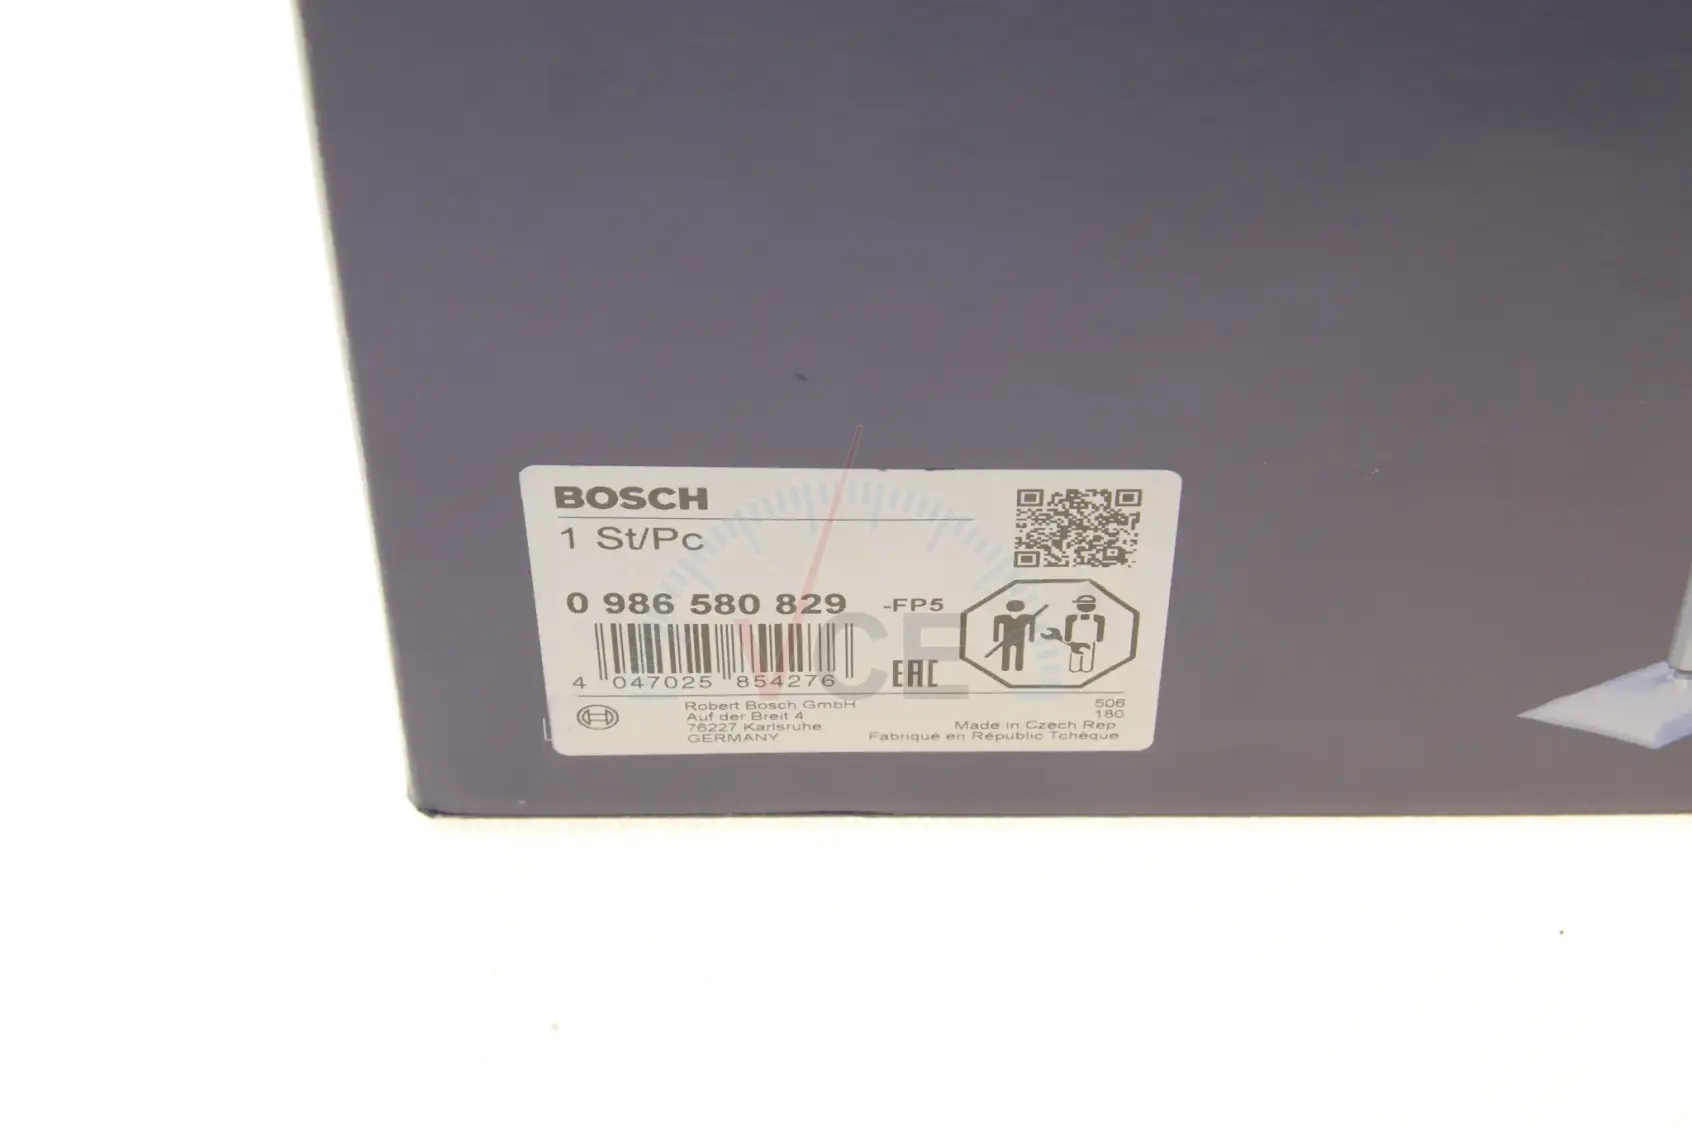 BOSCH
1 St/Pc
0 986 580 829 -FP5
4 047025 854276
EAC
Robert Bosch GmbH
Auf der Breit 4
76227 Karlsruhe
GERMANY
506
180
Made in Czech Rep
Fabriqué en Républic Tchèque
VCE